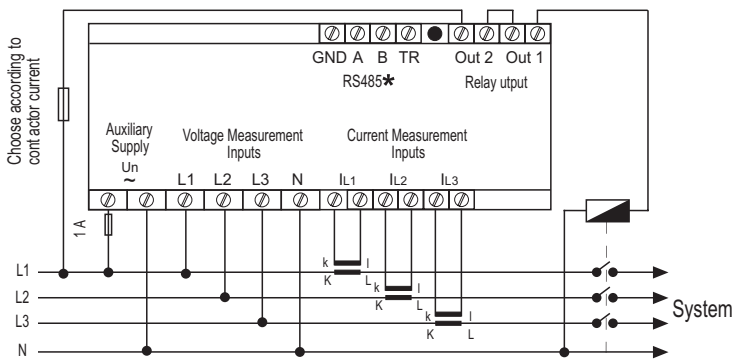 GND A B TR Out 2 Out 1
RS485* Relay utput
Choose according to
cont actor current
Auxiliary
Supply
Un
~
Voltage Measurement
Inputs
Current Measurement
Inputs
L1 L2 L3 N IL1 IL2 IL3
1 A
L1
k l
K L
L2
k l
K L
System
L3
k l
K L
N